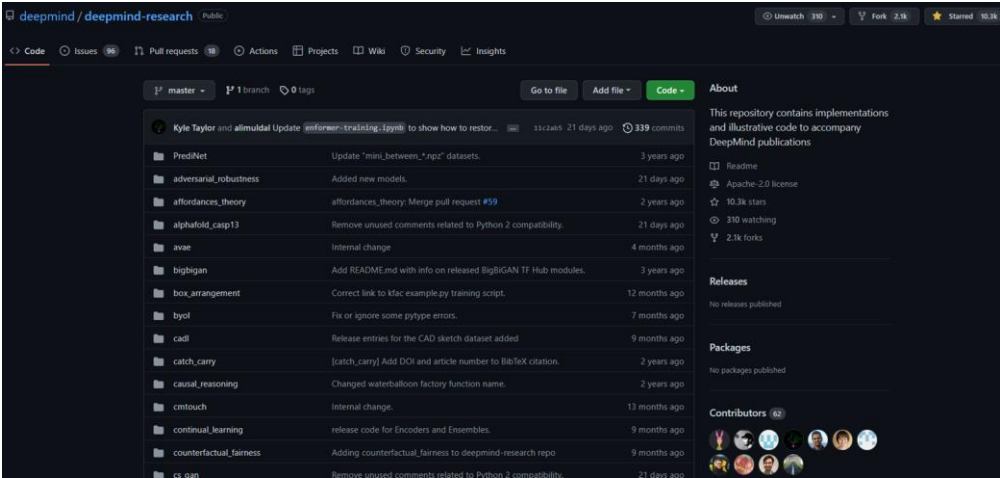 deepmind / deepmind-research Public
Unwatch 310
Fork 2.1k
Starred 10.3k
Code
Issues 96
Pull requests 18
Actions
Projects
Wiki
Security
Insights
master
1 branch
0 tags
Go to file
Add file
Code
Kyle Taylor and alimuldal Update enformer-training.ipynb to show how to restor... ... 11c2ab5 21 days ago 339 commits
PrediNet Update "mini_between_*.npz" datasets. 3 years ago
adversarial_robustness Added new models. 21 days ago
affordances_theory affordances_theory: Merge pull request #59 2 years ago
alphafold_casp13 Remove unused comments related to Python 2 compatibility. 21 days ago
avae Internal change 4 months ago
bigbigan Add README.md with info on released BigBiGAN TF Hub modules. 3 years ago
box_arrangement Correct link to kfac example.py training script. 12 months ago
byol Fix or ignore some pytype errors. 7 months ago
cadl Release entries for the CAD sketch dataset added 9 months ago
catch_carry [catch_carry] Add DOI and article number to BibTeX citation. 2 years ago
causal_reasoning Changed waterballoon factory function name. 2 years ago
cmtouch Internal change. 13 months ago
continual_learning release code for Encoders and Ensembles. 9 months ago
counterfactual_fairness Adding counterfactual_fairness to deepmind-research repo 9 months ago
cs_gan Remove unused comments related to Python 2 compatibility. 21 days ago
About
This repository contains implementations
and illustrative code to accompany
DeepMind publications
Readme
Apache-2.0 license
10.3k stars
310 watching
2.1k forks
Releases
No releases published
Packages
No packages published
Contributors 62